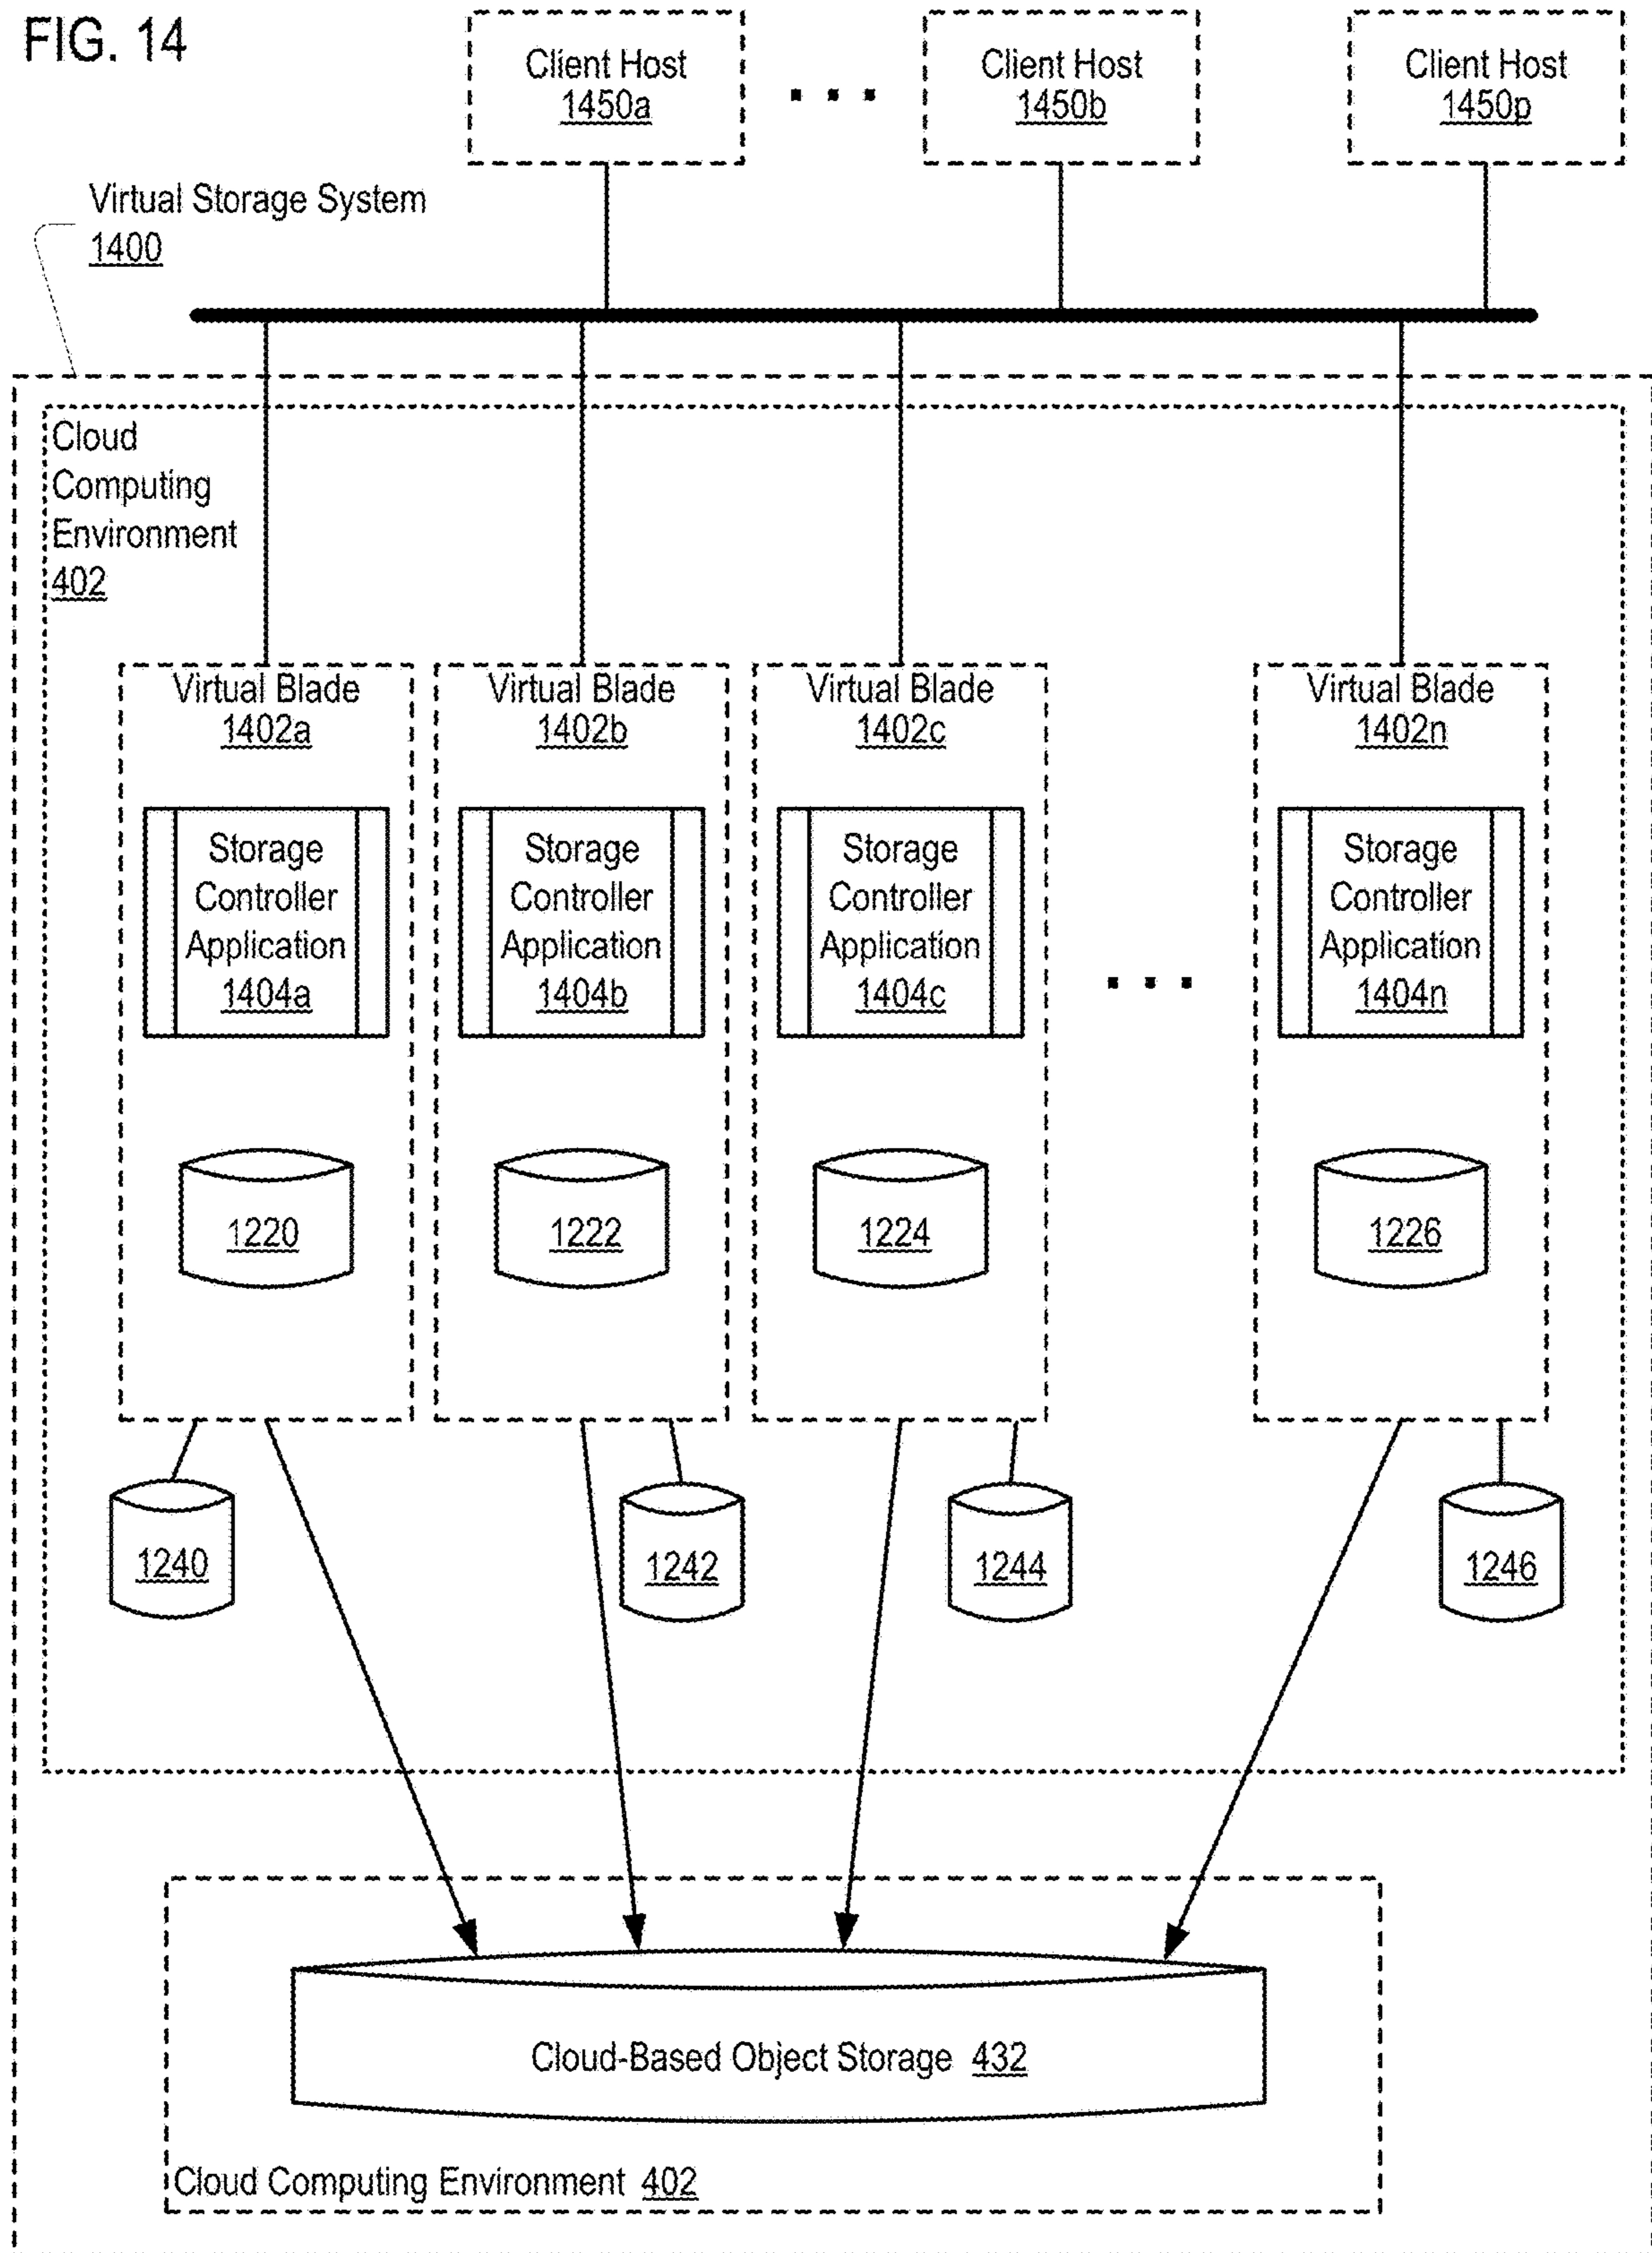 FIG. 14
Client Host
1450a
Client Host
1450b
Client Host
1450p
Virtual Storage System
1400
Cloud
Computing
Environment
402
Virtual Blade
1402a
Virtual Blade
1402b
Virtual Blade
1402c
Virtual Blade
1402n
Storage
Controller
Application
1404a
Storage
Controller
Application
1404b
Storage
Controller
Application
1404c
Storage
Controller
Application
1404n
1220
1222
1224
1226
1240
1242
1244
1246
Cloud-Based Object Storage 432
Cloud Computing Environment 402